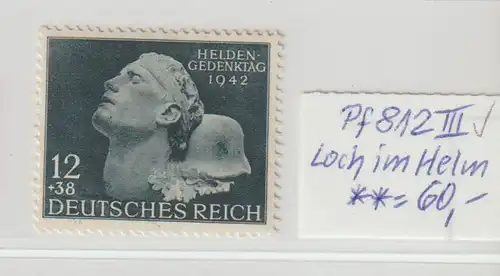 HELDEN-
GEDENKTAG
1942
12
+38
DEUTSCHES REICH
Pf 812 III √
Loch im Helm
**= 60,-